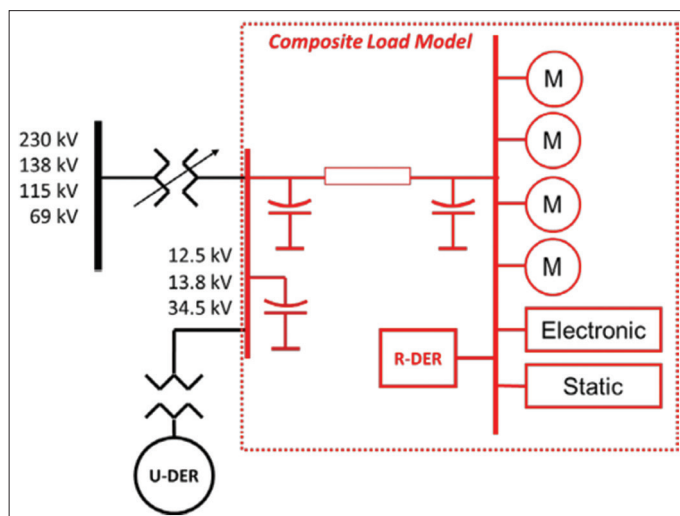 Composite Load Model
230 kV
138 kV
115 kV
69 kV
12.5 kV
13.8 kV
34.5 kV
M
M
M
M
Electronic
Static
R-DER
U-DER